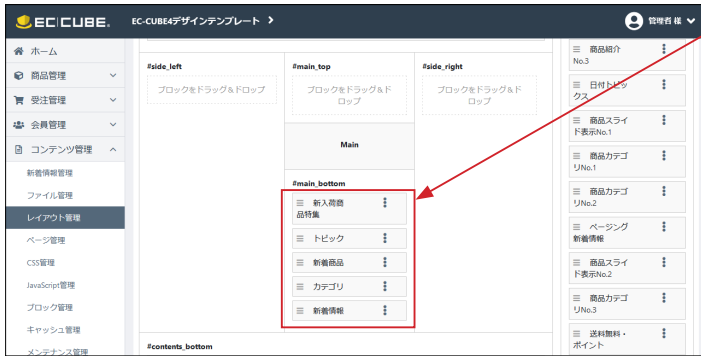 EC CUBE.
EC-CUBE4デザインテンプレート
管理者 様
ホーム
商品管理
受注管理
会員管理
コンテンツ管理
新着情報管理
ファイル管理
レイアウト管理
ページ管理
CSS管理
JavaScript管理
ブロック管理
キャッシュ管理
メンテナンス管理
#side_left
ブロックをドラッグ&ドロップ
#main_top
ブロックをドラッグ&ド
ロップ
#side_right
ブロックをドラッグ&ド
ロップ
Main
#main_bottom
新入荷商
品特集
トピック
新着商品
カテゴリ
新着情報
#contents_bottom
商品紹介
No.3
日付トピッ
クス
商品スライ
ド表示No.1
商品カテゴ
リNo.1
商品カテゴ
リNo.2
ページング
新着情報
商品スライ
ド表示No.2
商品カテゴ
リNo.3
送料無料・
ポイント